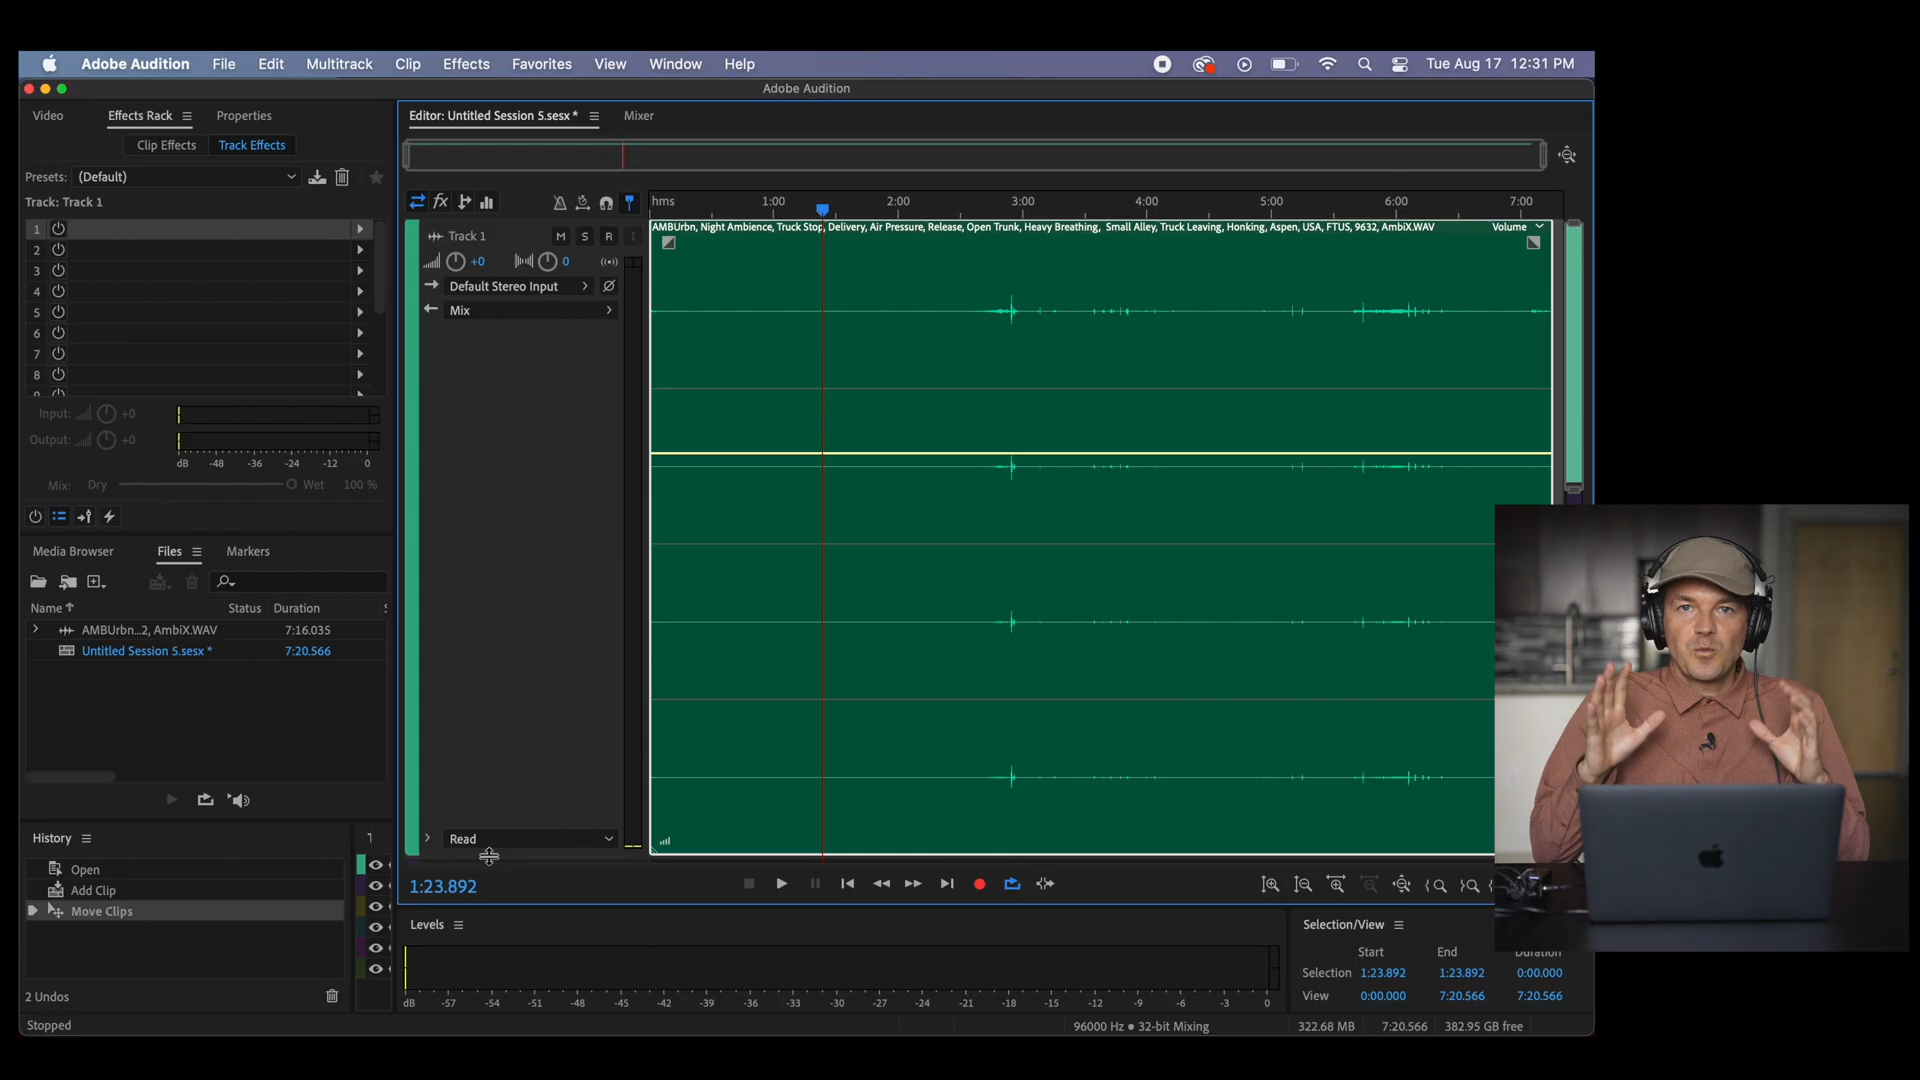 Adobe Audition File Edit Multitrack Clip Effects Favorites View Window Help Tue Aug 17 12:31 PM
Adobe Audition
Video Effects Rack Properties
Clip Effects Track Effects
Presets: (Default)
Track: Track 1
1
2
3
4
5
6
7
8
Input: +0
Output: +0
dB -48 -36 -24 -12 0
Mix: Dry Wet 100 %
Media Browser Files Markers
Name Status Duration
AMBUrbn...2, AmbiX.WAV 7:16.035
Untitled Session 5.sesx * 7:20.566
History
Open
Add Clip
Move Clips
2 Undos
Stopped
Editor: Untitled Session 5.sesx * Mixer
hms 1:00 2:00 3:00 4:00 5:00 6:00 7:00
Track 1 M S R I
+0 0
Default Stereo Input
Mix
AMBUrbn, Night Ambience, Truck Stop, Delivery, Air Pressure, Release, Open Trunk, Heavy Breathing, Small Alley, Truck Leaving, Honking, Aspen, USA, FTUS, 9632, AmbiX.WAV Volume
Read
1:23.892
Levels
dB -57 -54 -51 -48 -45 -42 -39 -36 -33 -30 -27 -24 -21 -18 -15 -12 -9 -6 -3 0
Selection/View
Start End Duration
Selection 1:23.892 1:23.892 0:00.000
View 0:00.000 7:20.566 7:20.566
96000 Hz ● 32-bit Mixing 322.68 MB 7:20.566 382.95 GB free